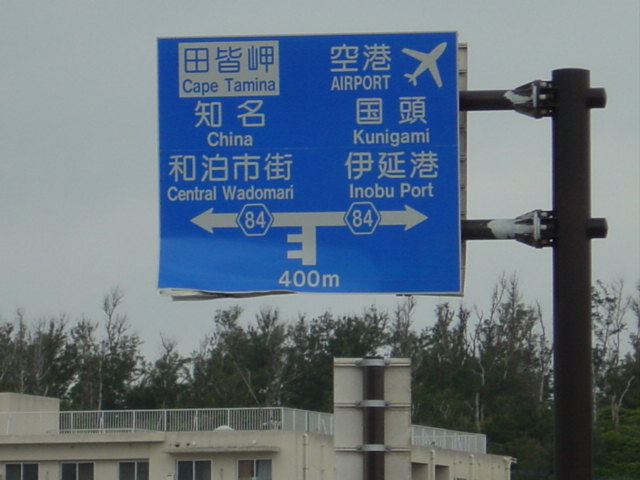 田皆岬
Cape Tamina
知名
China
和泊市街
Central Wadomari
空港
AIRPORT
国頭
Kunigami
伊延港
Inobu Port
84
84
400m